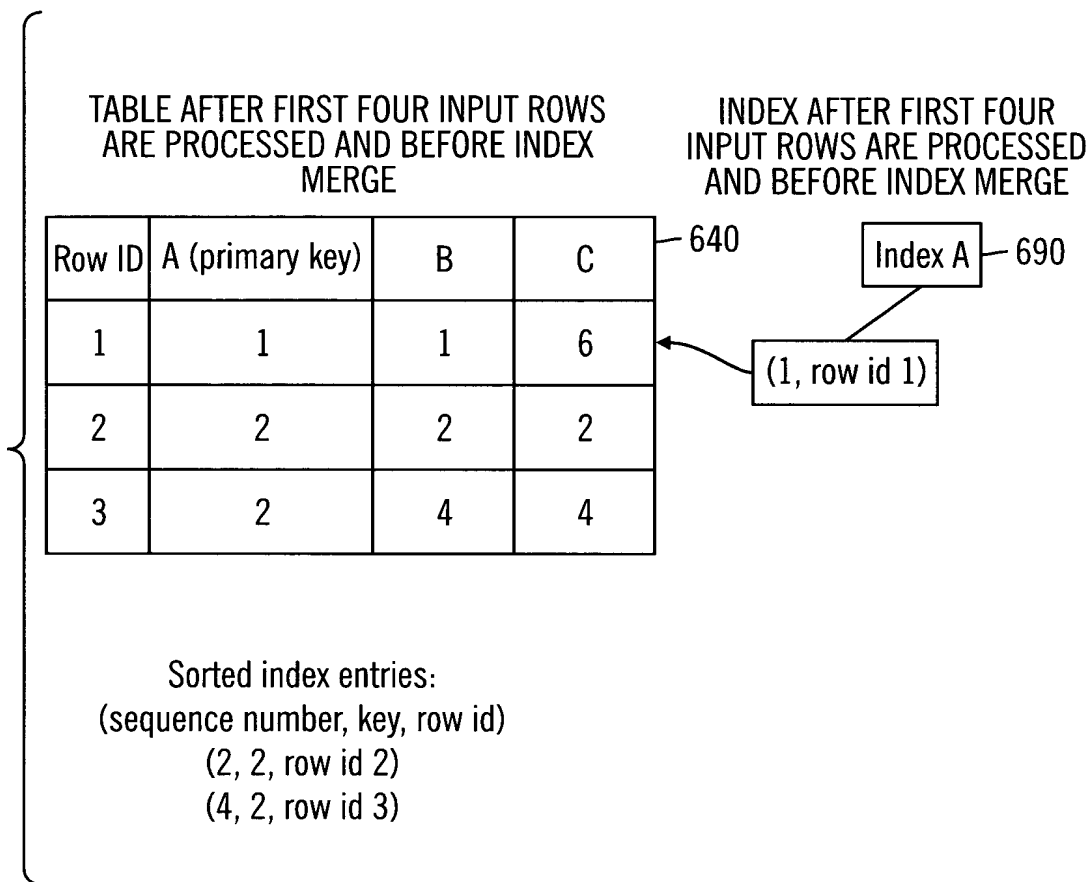 TABLE AFTER FIRST FOUR INPUT ROWS
ARE PROCESSED AND BEFORE INDEX
MERGE
Row ID A (primary key) B C
640
1 1 1 6
2 2 2 2
3 2 4 4
INDEX AFTER FIRST FOUR
INPUT ROWS ARE PROCESSED
AND BEFORE INDEX MERGE
Index A
690
(1, row id 1)
Sorted index entries:
(sequence number, key, row id)
(2, 2, row id 2)
(4, 2, row id 3)